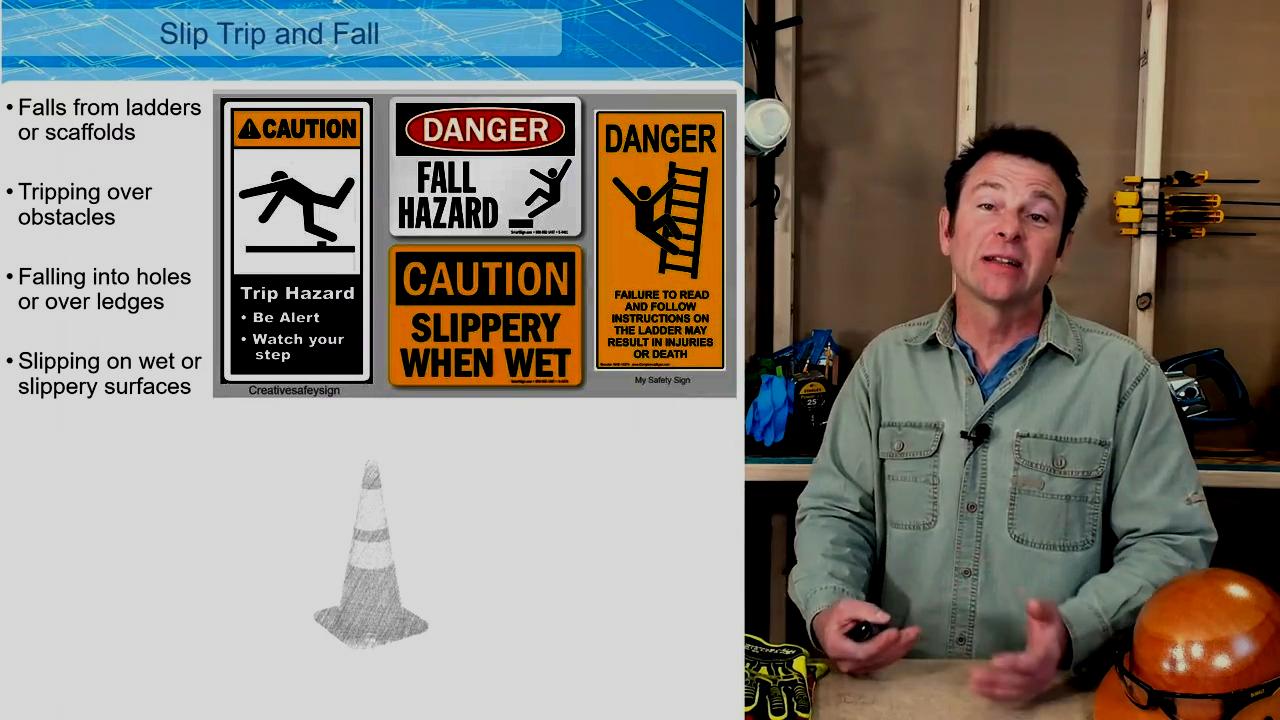 Slip Trip and Fall
• Falls from ladders
or scaffolds
• Tripping over
obstacles
• Falling into holes
or over ledges
• Slipping on wet or
slippery surfaces
CAUTION
Trip Hazard
• Be Alert
• Watch your
step
Creativesafeysign
DANGER
FALL
HAZARD
CAUTION
SLIPPERY
WHEN WET
DANGER
FAILURE TO READ
AND FOLLOW
INSTRUCTIONS ON
THE LADDER MAY
RESULT IN INJURIES
OR DEATH
My Safety Sign
25